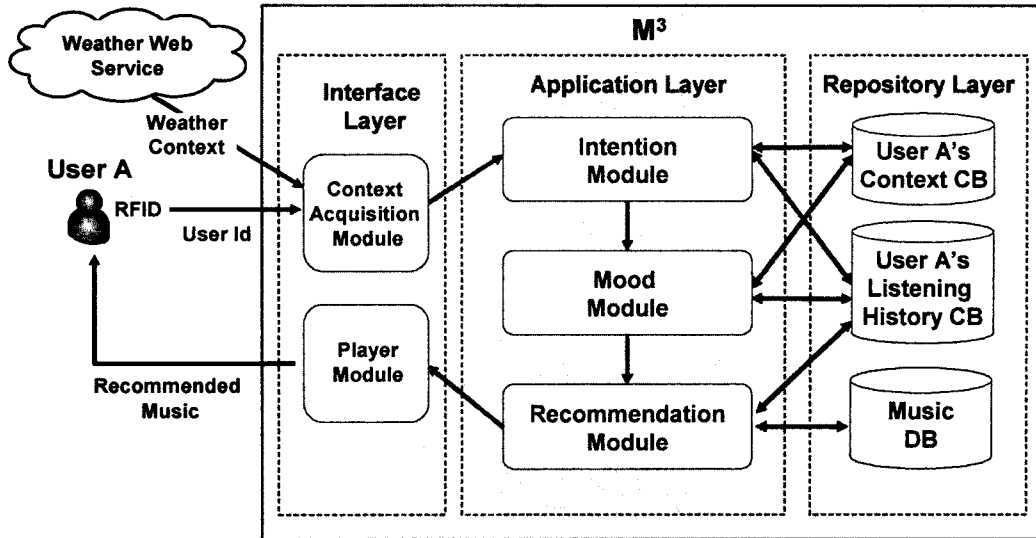 M³
Weather Web
Service
Weather
Context
User A
RFID
User Id
Recommended
Music
Interface
Layer
Context
Acquisition
Module
Player
Module
Application Layer
Intention
Module
Mood
Module
Recommendation
Module
Repository Layer
User A's
Context CB
User A's
Listening
History CB
Music
DB